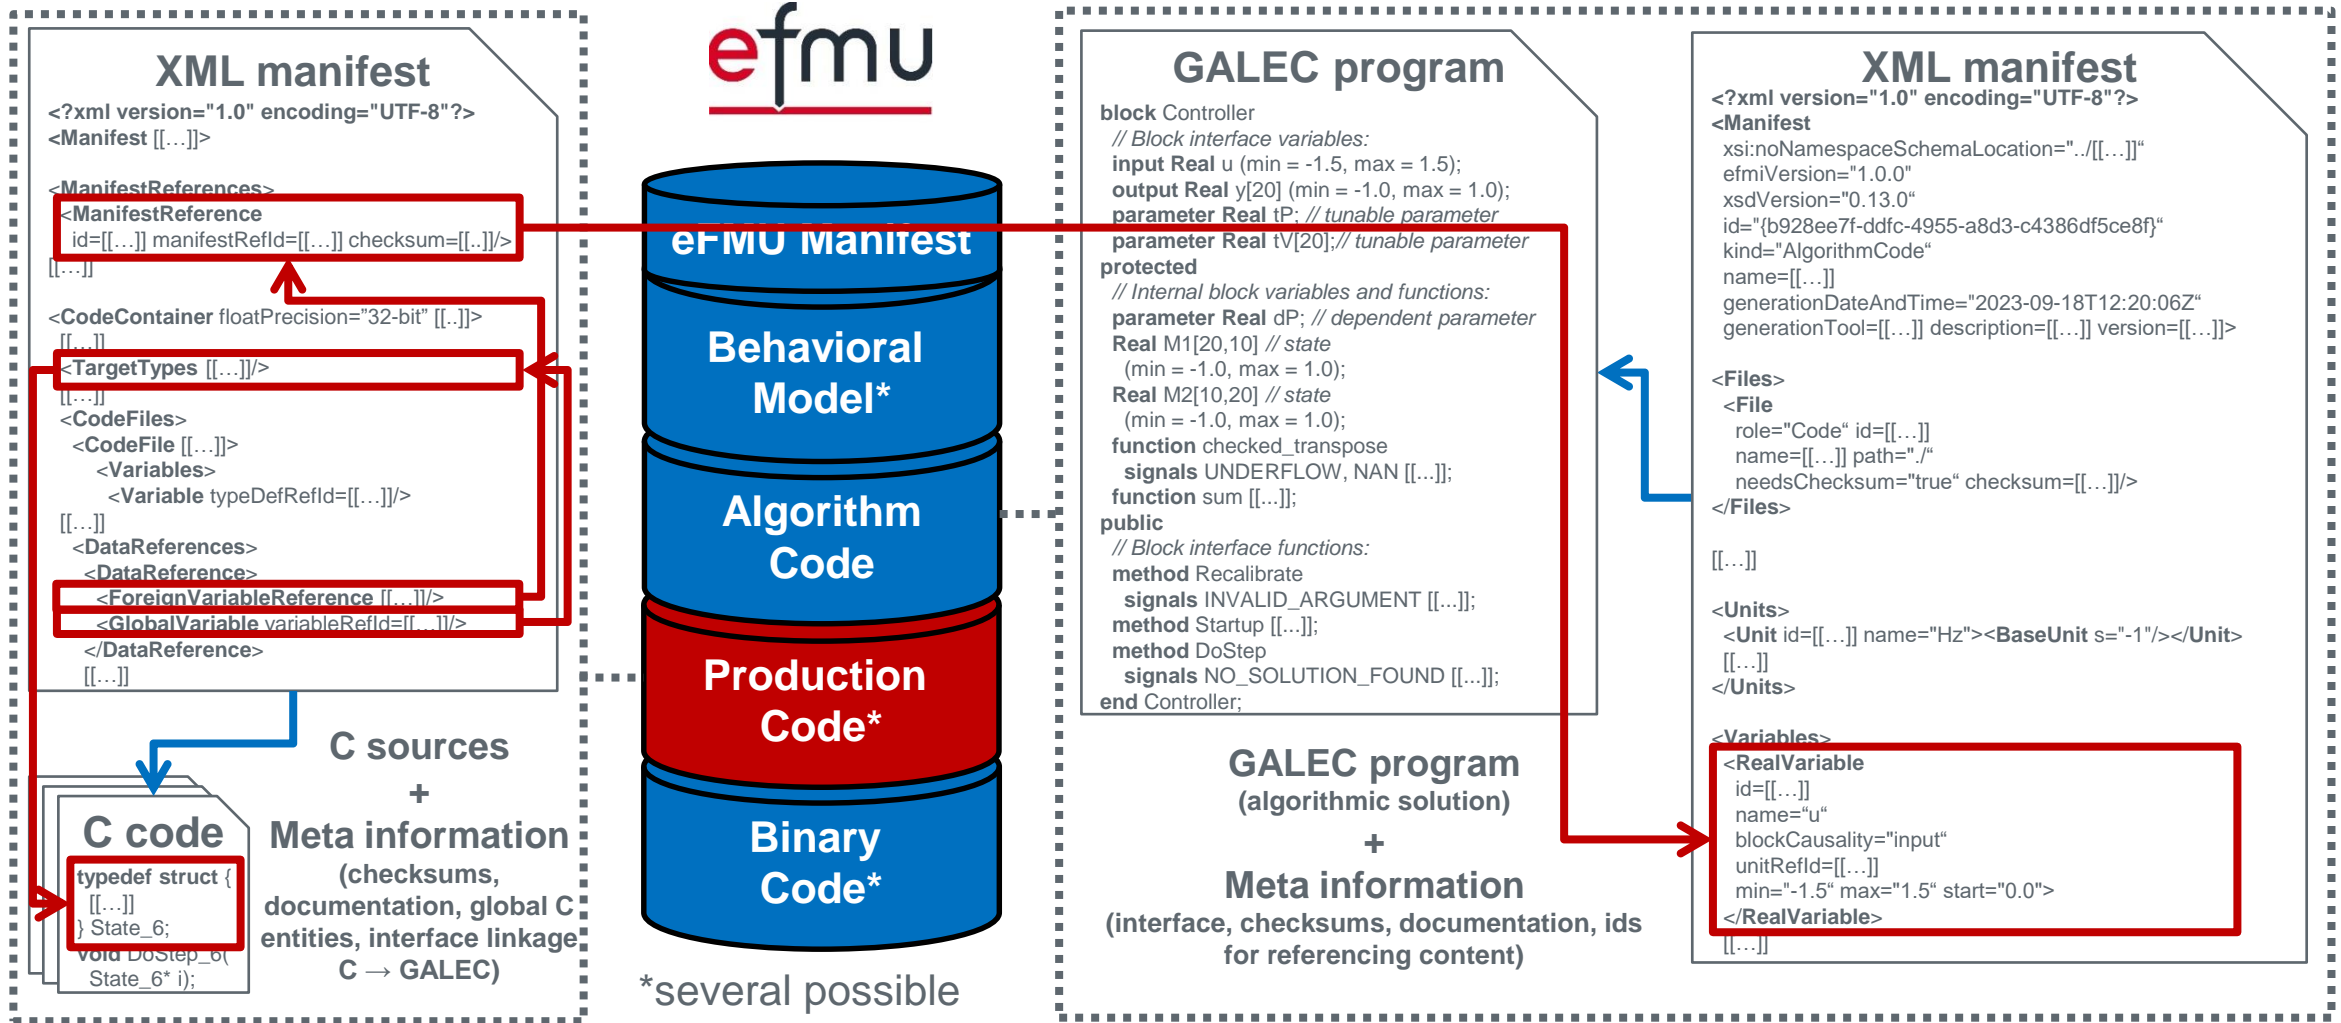 XML manifest
<?xml version="1.0" encoding="UTF-8"?>
<Manifest [[…]]>
<ManifestReferences>
<ManifestReference
id=[[…]] manifestRefId=[[…]] checksum=[[..]]/>
[[…]]
<CodeContainer floatPrecision=”32-bit” [[..]]>
[[…]]
<TargetTypes [[…]]/>
[[…]]
<CodeFiles>
<CodeFile [[…]]>
<Variables>
<Variable typeDefRefId=[[…]]/>
[[…]]
<DataReferences>
<DataReference>
<ForeignVariableReference [[…]]/>
<GlobalVariable variableRefId=[[…]]/>
</DataReference>
[[…]]
C code
typedef struct {
[[…]]
} State_6;
void DoStep_6(
State_6* i);
C sources
+
Meta information
(checksums,
documentation, global C
entities, interface linkage
C → GALEC)
efmu
eFMU Manifest
Behavioral
Model*
Algorithm
Code
Production
Code*
Binary
Code*
*several possible
GALEC program
block Controller
// Block interface variables:
input Real u (min = -1.5, max = 1.5);
output Real y[20] (min = -1.0, max = 1.0);
parameter Real tP; // tunable parameter
parameter Real tV[20];// tunable parameter
protected
// Internal block variables and functions:
parameter Real dP; // dependent parameter
Real M1[20,10] // state
(min = -1.0, max = 1.0);
Real M2[10,20] // state
(min = -1.0, max = 1.0);
function checked_transpose
signals UNDERFLOW, NAN [[...]];
function sum [[...]];
public
// Block interface functions:
method Recalibrate
signals INVALID_ARGUMENT [[...]];
method Startup [[...]];
method DoStep
signals NO_SOLUTION_FOUND [[...]];
end Controller;
GALEC program
(algorithmic solution)
+
Meta information
(interface, checksums, documentation, ids
for referencing content)
XML manifest
<?xml version="1.0" encoding="UTF-8"?>
<Manifest
xsi:noNamespaceSchemaLocation="../[[…]]“
efmiVersion="1.0.0"
xsdVersion="0.13.0“
id="{b928ee7f-ddfc-4955-a8d3-c4386df5ce8f}“
kind="AlgorithmCode“
name=[[…]]
generationDateAndTime="2023-09-18T12:20:06Z“
generationTool=[[…]] description=[[…]] version=[[…]]>
<Files>
<File
role="Code“ id=[[…]]
name=[[…]] path="./“
needsChecksum="true“ checksum=[[…]]/>
</Files>
[[…]]
<Units>
<Unit id=[[…]] name="Hz"><BaseUnit s="-1"/></Unit>
[[…]]
</Units>
<Variables>
<RealVariable
id=[[…]]
name=“u“
blockCausality="input“
unitRefId=[[…]]
min="-1.5“ max="1.5“ start="0.0">
</RealVariable>
[[…]]